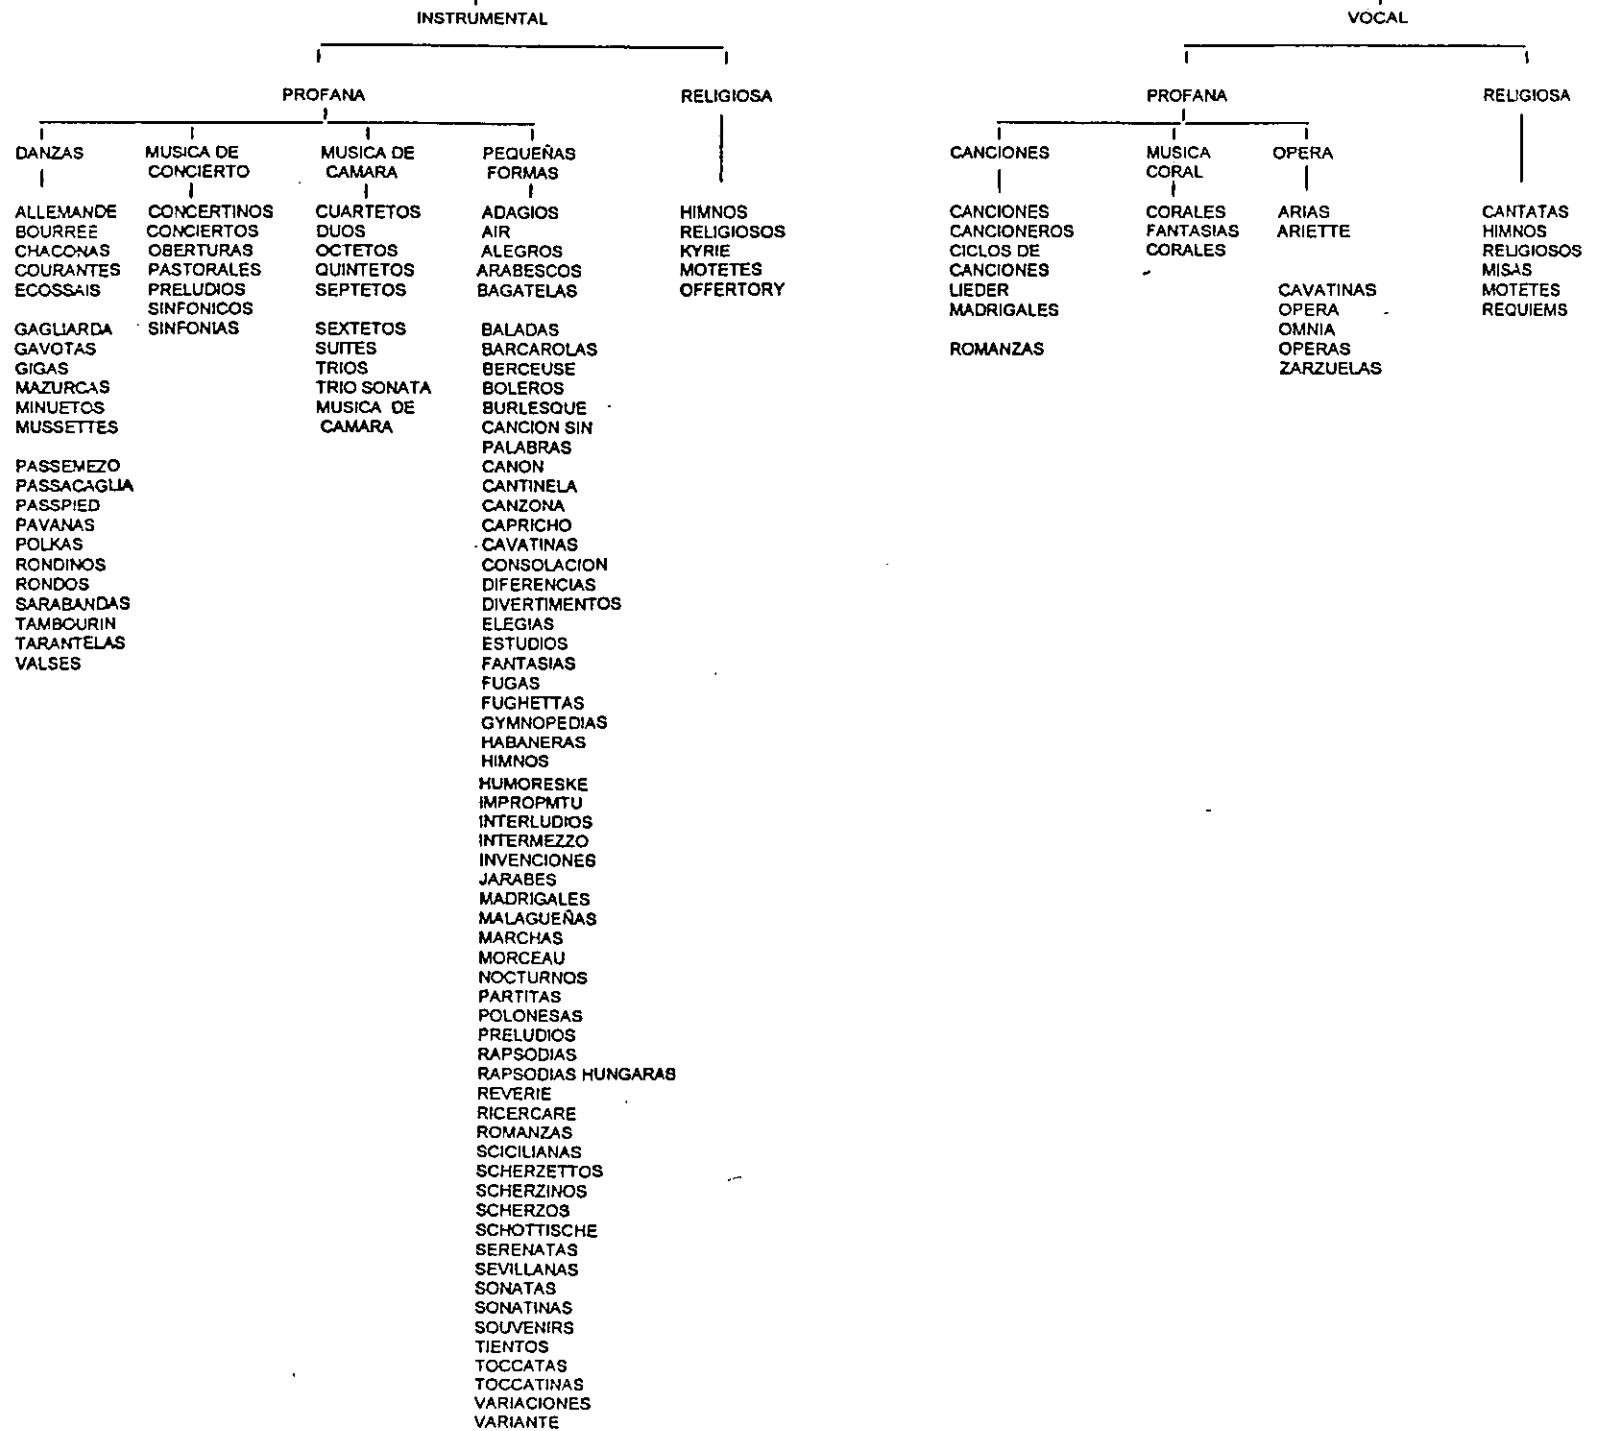 INSTRUMENTAL
VOCAL
PROFANA
RELIGIOSA
PROFANA
RELIGIOSA
DANZAS
ALLEMANDE
BOURREE
CHACONAS
COURANTES
ECOSSAIS
GAGLIARDA
GAVOTAS
GIGAS
MAZURCAS
MINUETOS
MUSSETTES
PASSEMEZO
PASSACAGLIA
PASSPIED
PAVANAS
POLKAS
RONDINOS
RONDOS
SARABANDAS
TAMBOURIN
TARANTELAS
VALSES
MUSICA DE
CONCIERTO
CONCERTINOS
CONCIERTOS
OBERTURAS
PASTORALES
PRELUDIOS
SINFONICOS
SINFONIAS
MUSICA DE
CAMARA
CUARTETOS
DUOS
OCTETOS
QUINTETOS
SEPTETOS
SEXTETOS
SUITES
TRIOS
TRIO SONATA
MUSICA DE
CAMARA
PEQUEÑAS
FORMAS
ADAGIOS
AIR
ALEGROS
ARABESCOS
BAGATELAS
BALADAS
BARCAROLAS
BERCEUSE
BOLEROS
BURLESQUE
CANCION SIN
PALABRAS
CANON
CANTINELA
CANZONA
CAPRICHO
CAVATINAS
CONSOLACION
DIFERENCIAS
DIVERTIMENTOS
ELEGIAS
ESTUDIOS
FANTASIAS
FUGAS
FUGHETTAS
GYMNOPEDIAS
HABANERAS
HIMNOS
HUMORESKE
IMPROPMTU
INTERLUDIOS
INTERMEZZO
INVENCIONES
JARABES
MADRIGALES
MALAGUEÑAS
MARCHAS
MORCEAU
NOCTURNOS
PARTITAS
POLONESAS
PRELUDIOS
RAPSODIAS
RAPSODIAS HUNGARAS
REVERIE
RICERCARE
ROMANZAS
SCICILIANAS
SCHERZETTOS
SCHERZINOS
SCHERZOS
SCHOTTISCHE
SERENATAS
SEVILLANAS
SONATAS
SONATINAS
SOUVENIRS
TIENTOS
TOCCATAS
TOCCATINAS
VARIACIONES
VARIANTE
HIMNOS
RELIGIOSOS
KYRIE
MOTETES
OFFERTORY
CANCIONES
CANCIONES
CANCIONEROS
CICLOS DE
CANCIONES
LIEDER
MADRIGALES
ROMANZAS
MUSICA
CORAL
CORALES
FANTASIAS
CORALES
OPERA
ARIAS
ARIETTE
CAVATINAS
OPERA
OMNIA
OPERAS
ZARZUELAS
CANTATAS
HIMNOS
RELIGIOSOS
MISAS
MOTETES
REQUIEMS